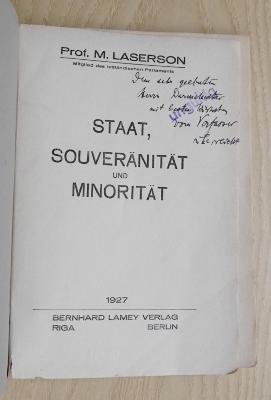 Prof. M. LASERSON
Mitglied des lettländischen Parlaments
Dem sehr geehrten
Herrn
mit besten
vom Verfasser
STAAT,
SOUVERÄNITÄT
UND
MINORITÄT
1927
BERNHARD LAMEY VERLAG
RIGA BERLIN